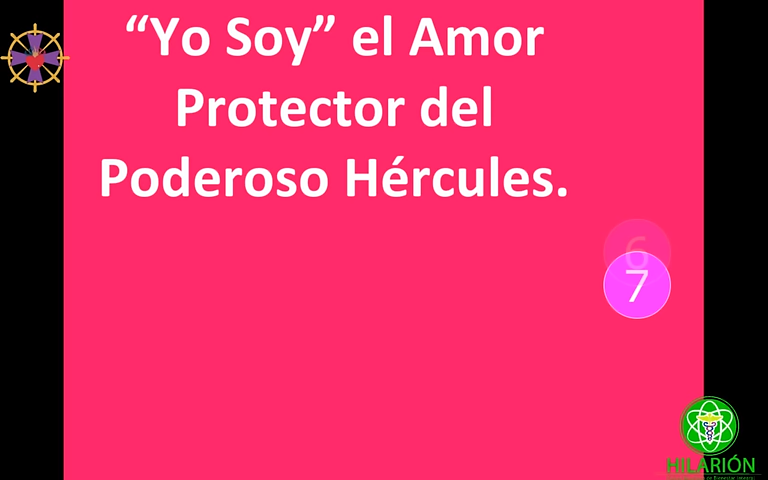 “Yo Soy” el Amor
Protector del
Poderoso Hércules.
6
7
HILARIÓN